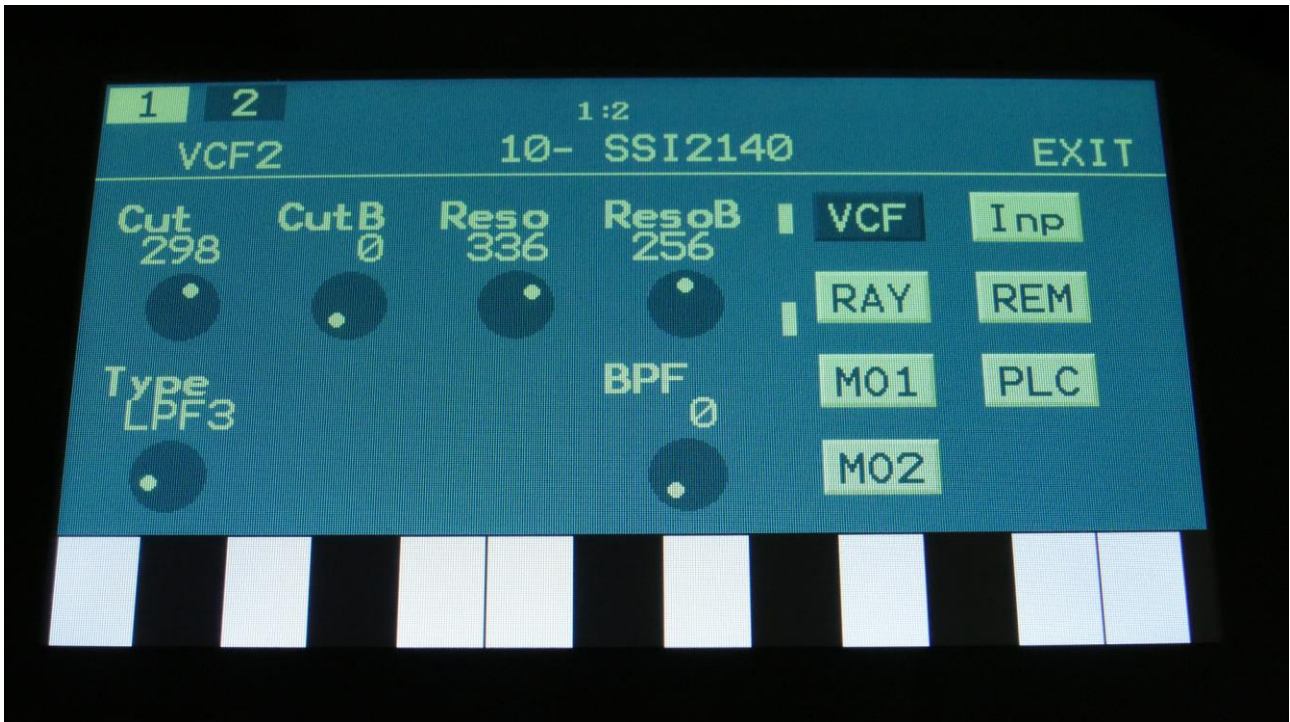 1 2 1:2
VCF2 10- SSI2140 EXIT
Cut CutB Reso ResoB VCF Inp
298 0 336 256
RAY REM
Type BPF MO1 PLC
LPF3 0
MO2